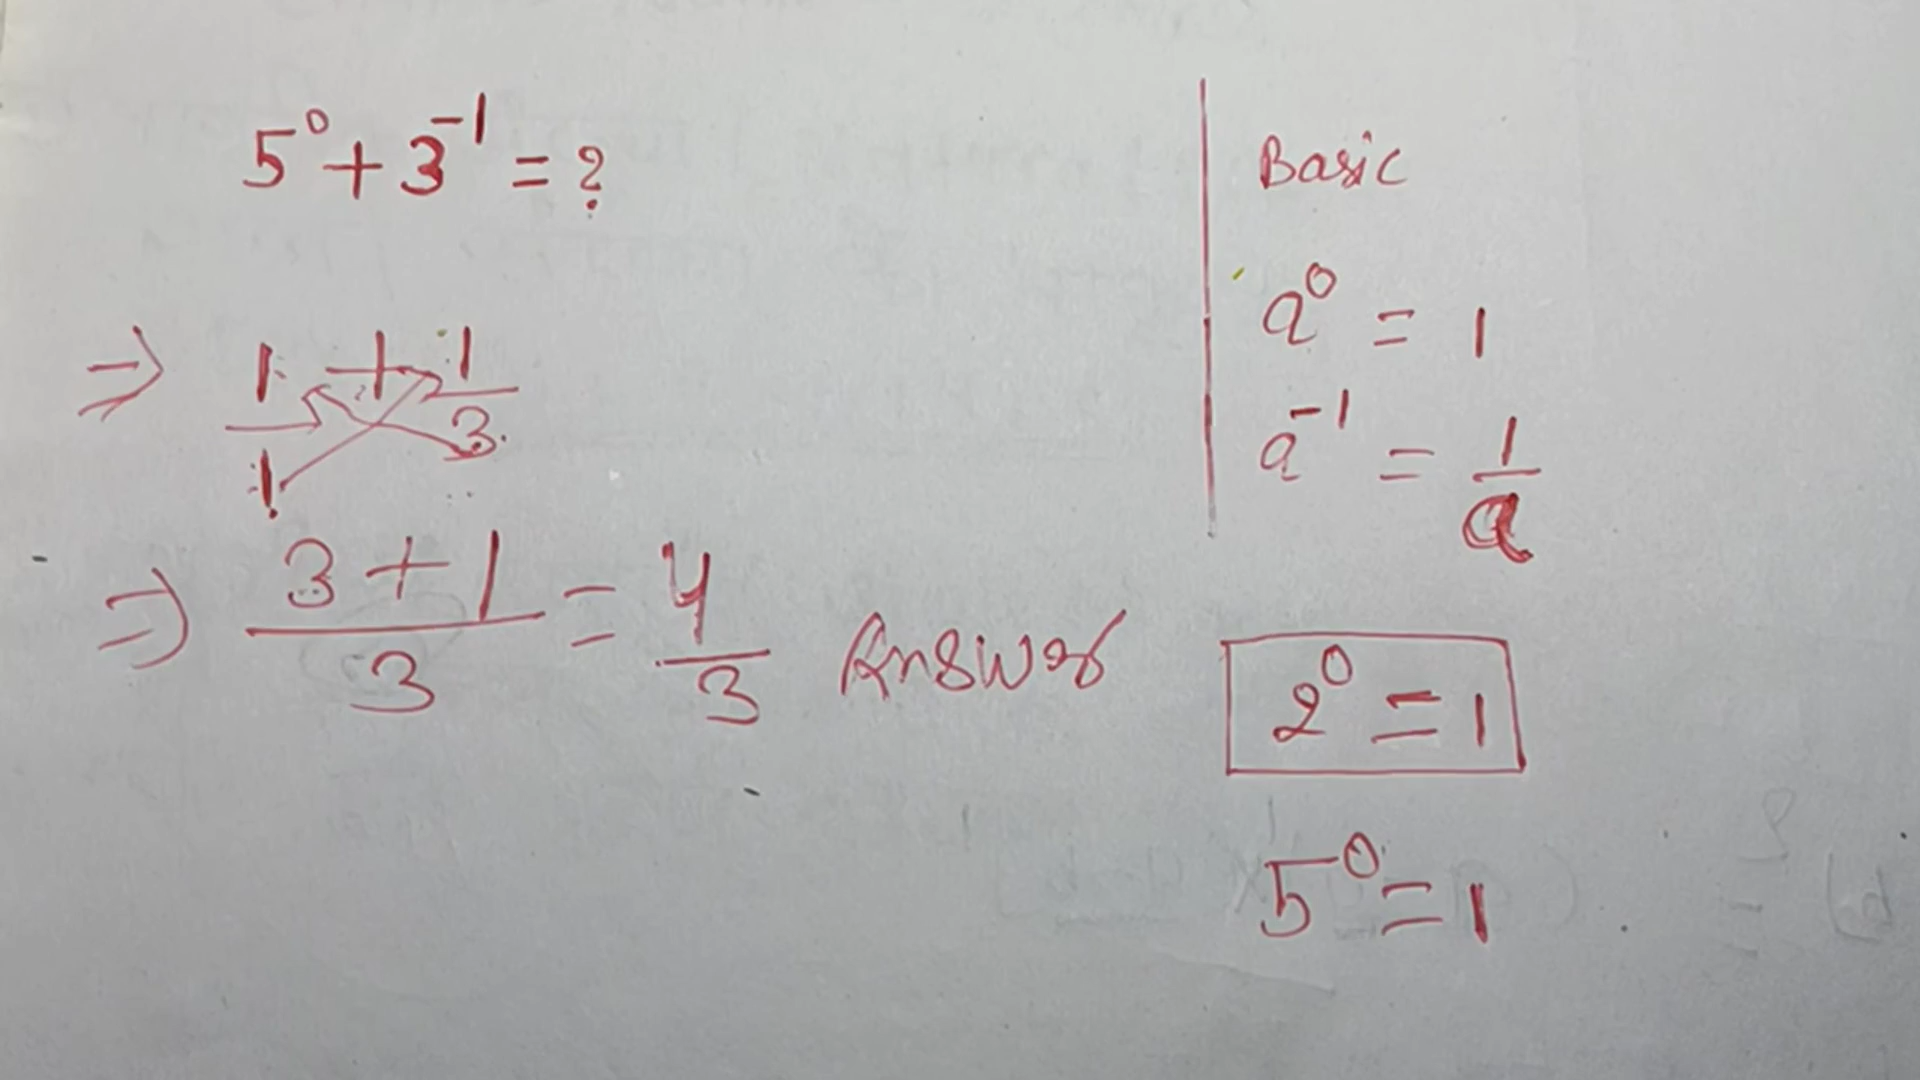 5⁰ + 3⁻¹ = ?
⇒ 1/1 + 1/3
⇒ (3 + 1)/3 = 4/3 Answer
Basic
a⁰ = 1
a⁻¹ = 1/a
2⁰ = 1
5⁰ = 1